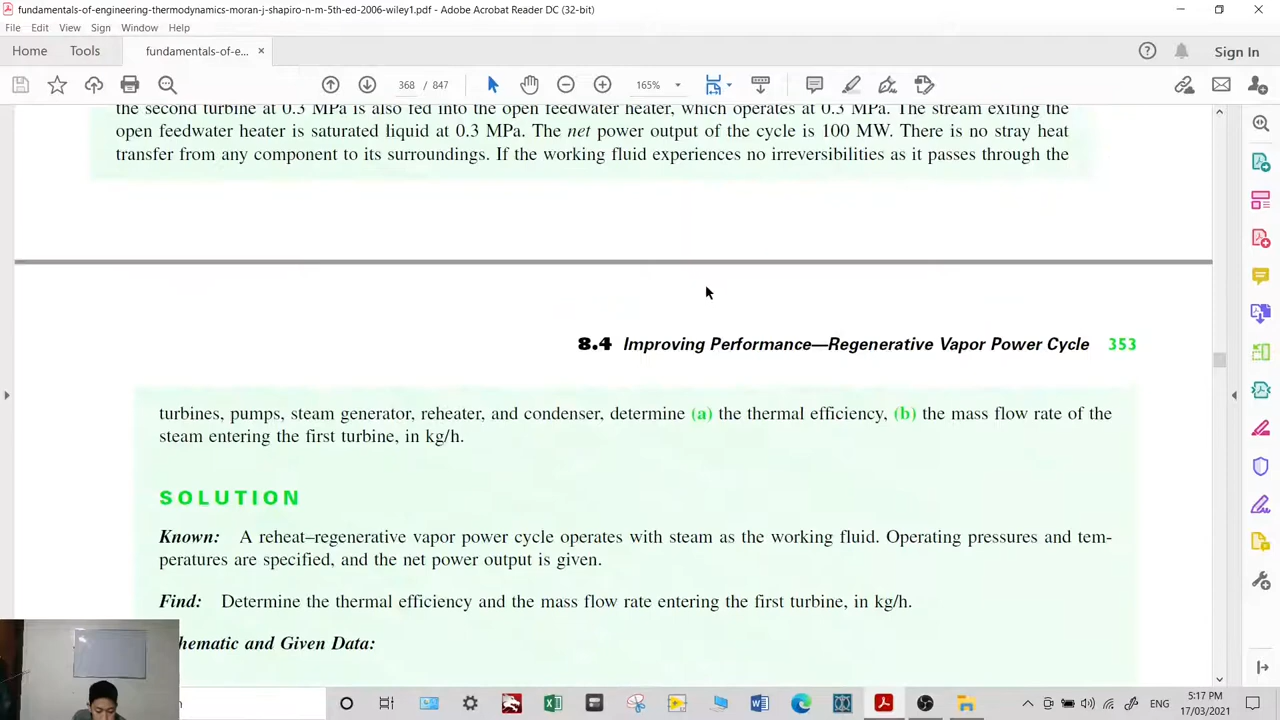 fundamentals-of-engineering-thermodynamics-moran-j-shapiro-n-m-5th-ed-2006-wiley1.pdf - Adobe Acrobat Reader DC (32-bit)
File Edit View Sign Window Help
Home Tools fundamentals-of-e... × Sign In
368 / 847 165%
the second turbine at 0.3 MPa is also fed into the open feedwater heater, which operates at 0.3 MPa. The stream exiting the
open feedwater heater is saturated liquid at 0.3 MPa. The net power output of the cycle is 100 MW. There is no stray heat
transfer from any component to its surroundings. If the working fluid experiences no irreversibilities as it passes through the
8.4 Improving Performance—Regenerative Vapor Power Cycle 353
turbines, pumps, steam generator, reheater, and condenser, determine (a) the thermal efficiency, (b) the mass flow rate of the
steam entering the first turbine, in kg/h.
SOLUTION
Known: A reheat–regenerative vapor power cycle operates with steam as the working fluid. Operating pressures and tem-
peratures are specified, and the net power output is given.
Find: Determine the thermal efficiency and the mass flow rate entering the first turbine, in kg/h.
hematic and Given Data:
ENG
5:17 PM
17/03/2021